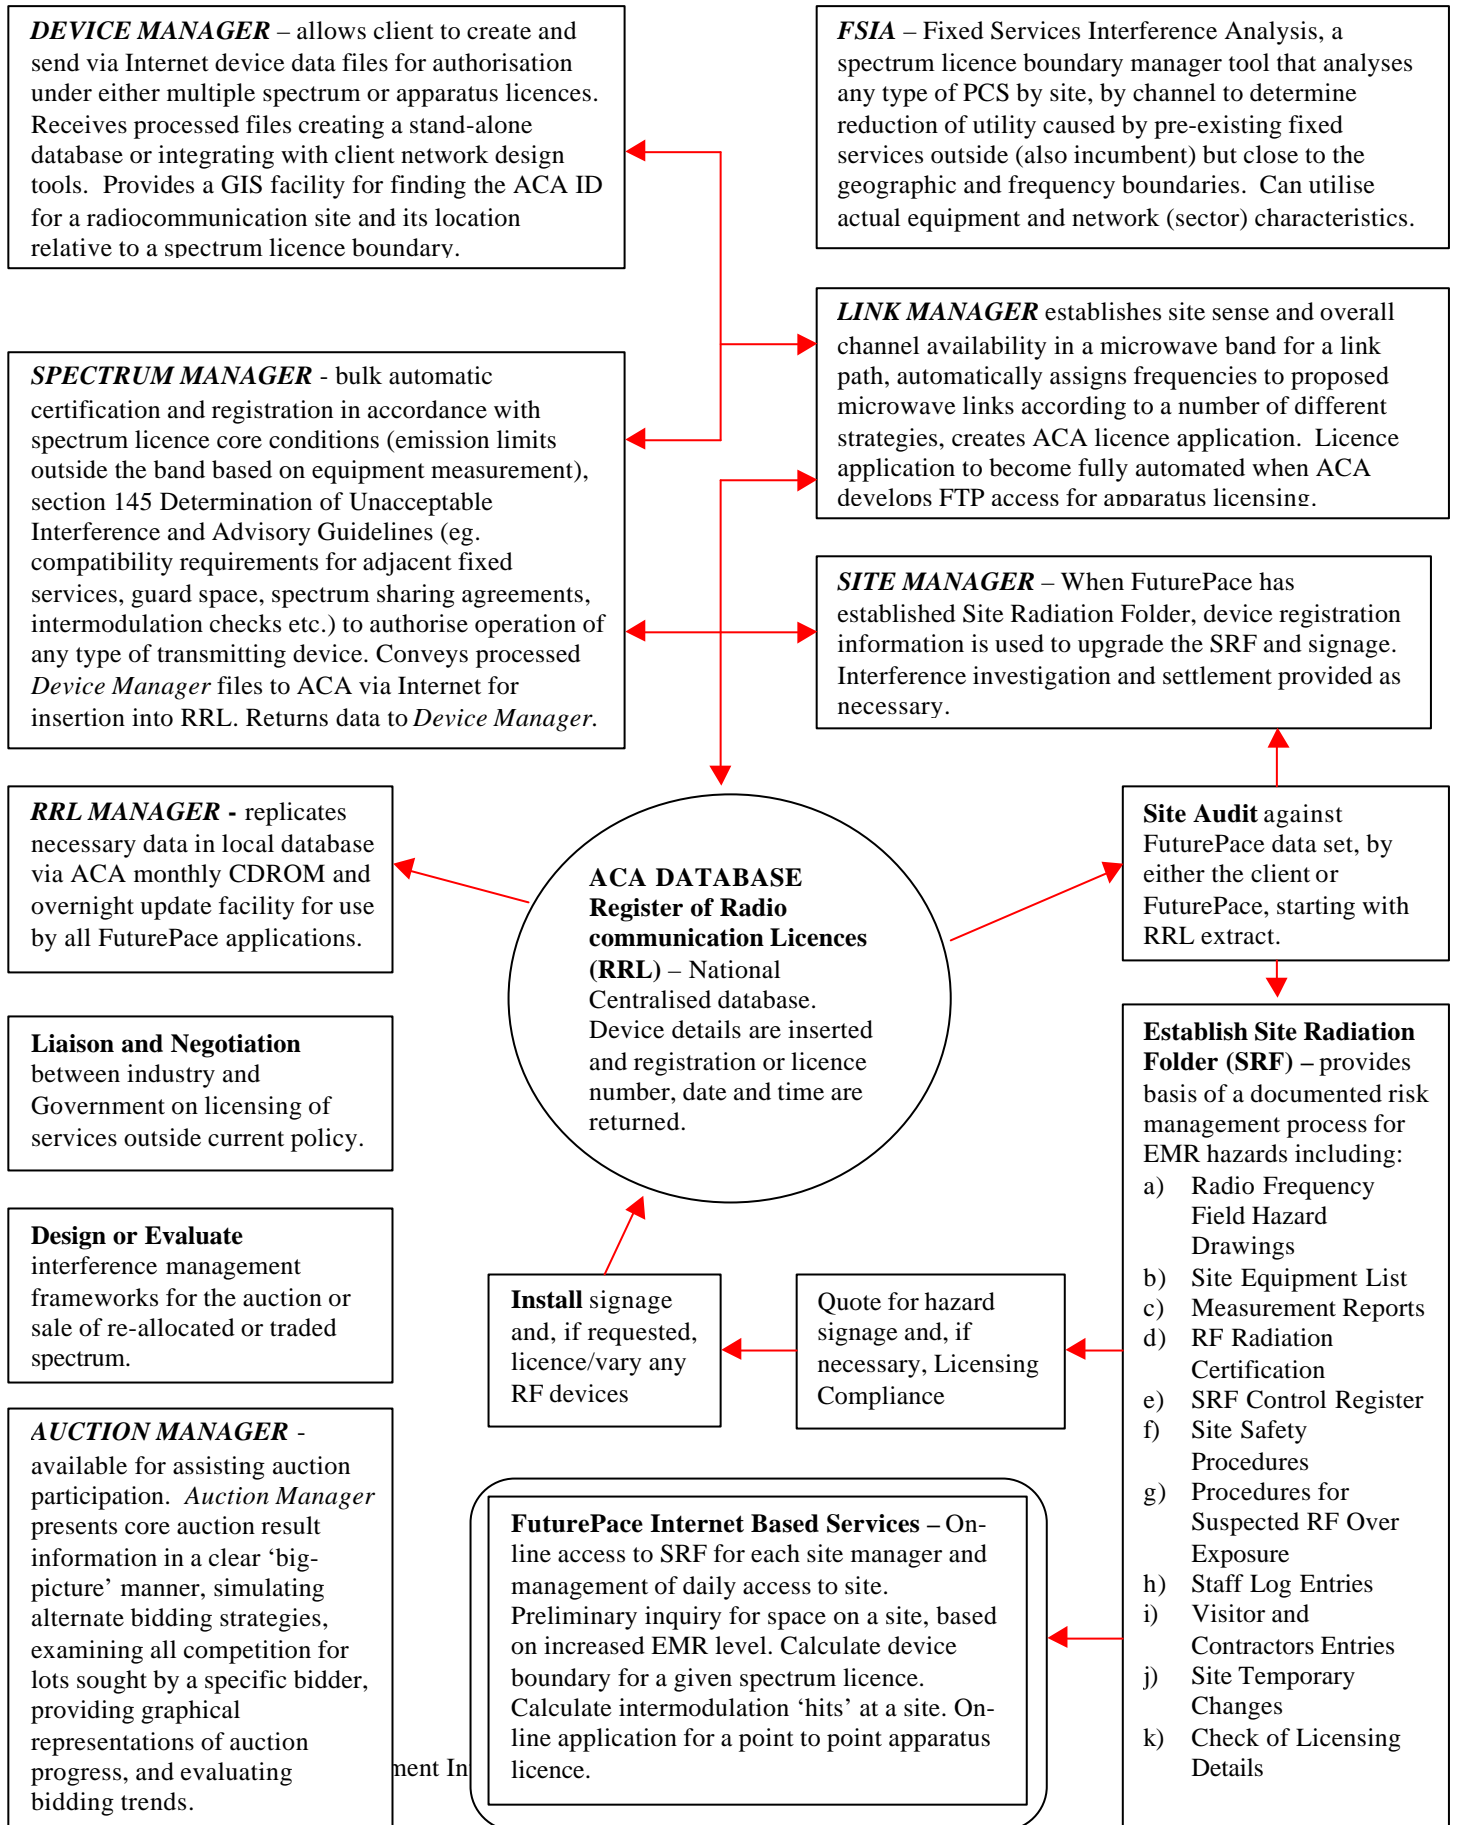 DEVICE MANAGER – allows client to create and
send via Internet device data files for authorisation
under either multiple spectrum or apparatus licences.
Receives processed files creating a stand-alone
database or integrating with client network design
tools. Provides a GIS facility for finding the ACA ID
for a radiocommunication site and its location
relative to a spectrum licence boundary.
FSIA – Fixed Services Interference Analysis, a
spectrum licence boundary manager tool that analyses
any type of PCS by site, by channel to determine
reduction of utility caused by pre-existing fixed
services outside (also incumbent) but close to the
geographic and frequency boundaries. Can utilise
actual equipment and network (sector) characteristics.
LINK MANAGER establishes site sense and overall
channel availability in a microwave band for a link
path, automatically assigns frequencies to proposed
microwave links according to a number of different
strategies, creates ACA licence application. Licence
application to become fully automated when ACA
develops FTP access for apparatus licensing.
SPECTRUM MANAGER - bulk automatic
certification and registration in accordance with
spectrum licence core conditions (emission limits
outside the band based on equipment measurement),
section 145 Determination of Unacceptable
Interference and Advisory Guidelines (eg.
compatibility requirements for adjacent fixed
services, guard space, spectrum sharing agreements,
intermodulation checks etc.) to authorise operation of
any type of transmitting device. Conveys processed
Device Manager files to ACA via Internet for
insertion into RRL. Returns data to Device Manager.
SITE MANAGER – When FuturePace has
established Site Radiation Folder, device registration
information is used to upgrade the SRF and signage.
Interference investigation and settlement provided as
necessary.
RRL MANAGER - replicates
necessary data in local database
via ACA monthly CDROM and
overnight update facility for use
by all FuturePace applications.
ACA DATABASE
Register of Radio
communication Licences
(RRL) – National
Centralised database.
Device details are inserted
and registration or licence
number, date and time are
returned.
Site Audit against
FuturePace data set, by
either the client or
FuturePace, starting with
RRL extract.
Liaison and Negotiation
between industry and
Government on licensing of
services outside current policy.
Establish Site Radiation
Folder (SRF) – provides
basis of a documented risk
management process for
EMR hazards including:
a) Radio Frequency
Field Hazard
Drawings
b) Site Equipment List
c) Measurement Reports
d) RF Radiation
Certification
e) SRF Control Register
f) Site Safety
Procedures
g) Procedures for
Suspected RF Over
Exposure
h) Staff Log Entries
i) Visitor and
Contractors Entries
j) Site Temporary
Changes
k) Check of Licensing
Details
Design or Evaluate
interference management
frameworks for the auction or
sale of re-allocated or traded
spectrum.
Install signage
and, if requested,
licence/vary any
RF devices
Quote for hazard
signage and, if
necessary, Licensing
Compliance
AUCTION MANAGER -
available for assisting auction
participation. Auction Manager
presents core auction result
information in a clear ‘big-
picture’ manner, simulating
alternate bidding strategies,
examining all competition for
lots sought by a specific bidder,
providing graphical
representations of auction
progress, and evaluating
bidding trends.
FuturePace Internet Based Services – On-
line access to SRF for each site manager and
management of daily access to site.
Preliminary inquiry for space on a site, based
on increased EMR level. Calculate device
boundary for a given spectrum licence.
Calculate intermodulation ‘hits’ at a site. On-
line application for a point to point apparatus
licence.
ment In